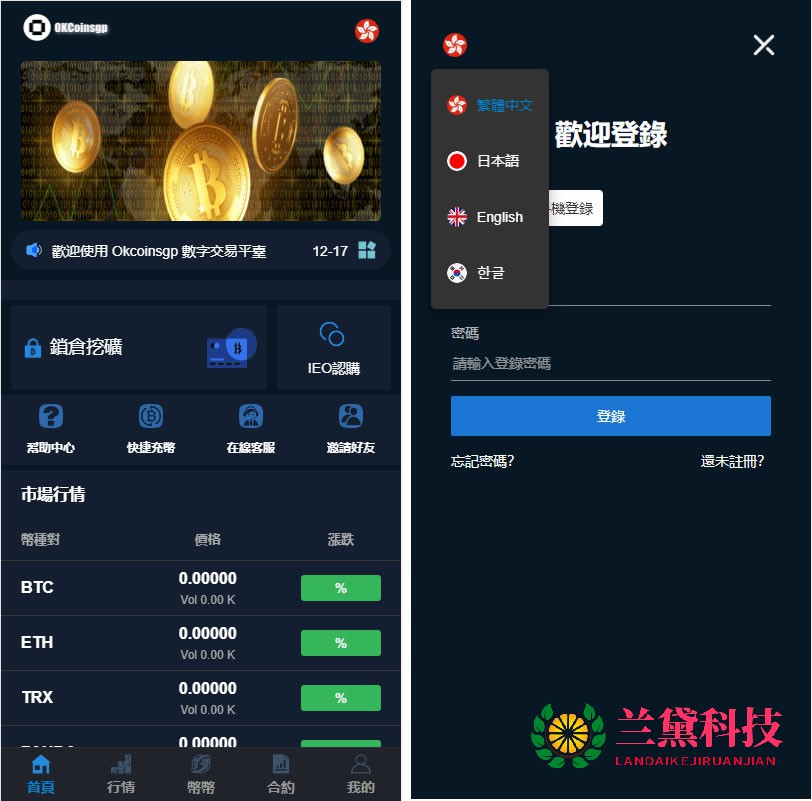 OKCoinsgp
歡迎使用 Okcoinsgp 數字交易平臺
12-17
鎖倉挖礦
IEO認購
幫助中心
快捷充幣
在線客服
邀請好友
市場行情
幣種對 價格 漲跌
BTC 0.00000 %
Vol 0.00 K
ETH 0.00000 %
Vol 0.00 K
TRX 0.00000 %
Vol 0.00 K
0.00000
首頁 行情 幣幣 合約 我的
繁體中文
日本語
English
한글
歡迎登錄
機登錄
密碼
請輸入登錄密碼
登錄
忘記密碼?
還未註冊?
兰黛科技
LANDAIKEJIRUANJIAN